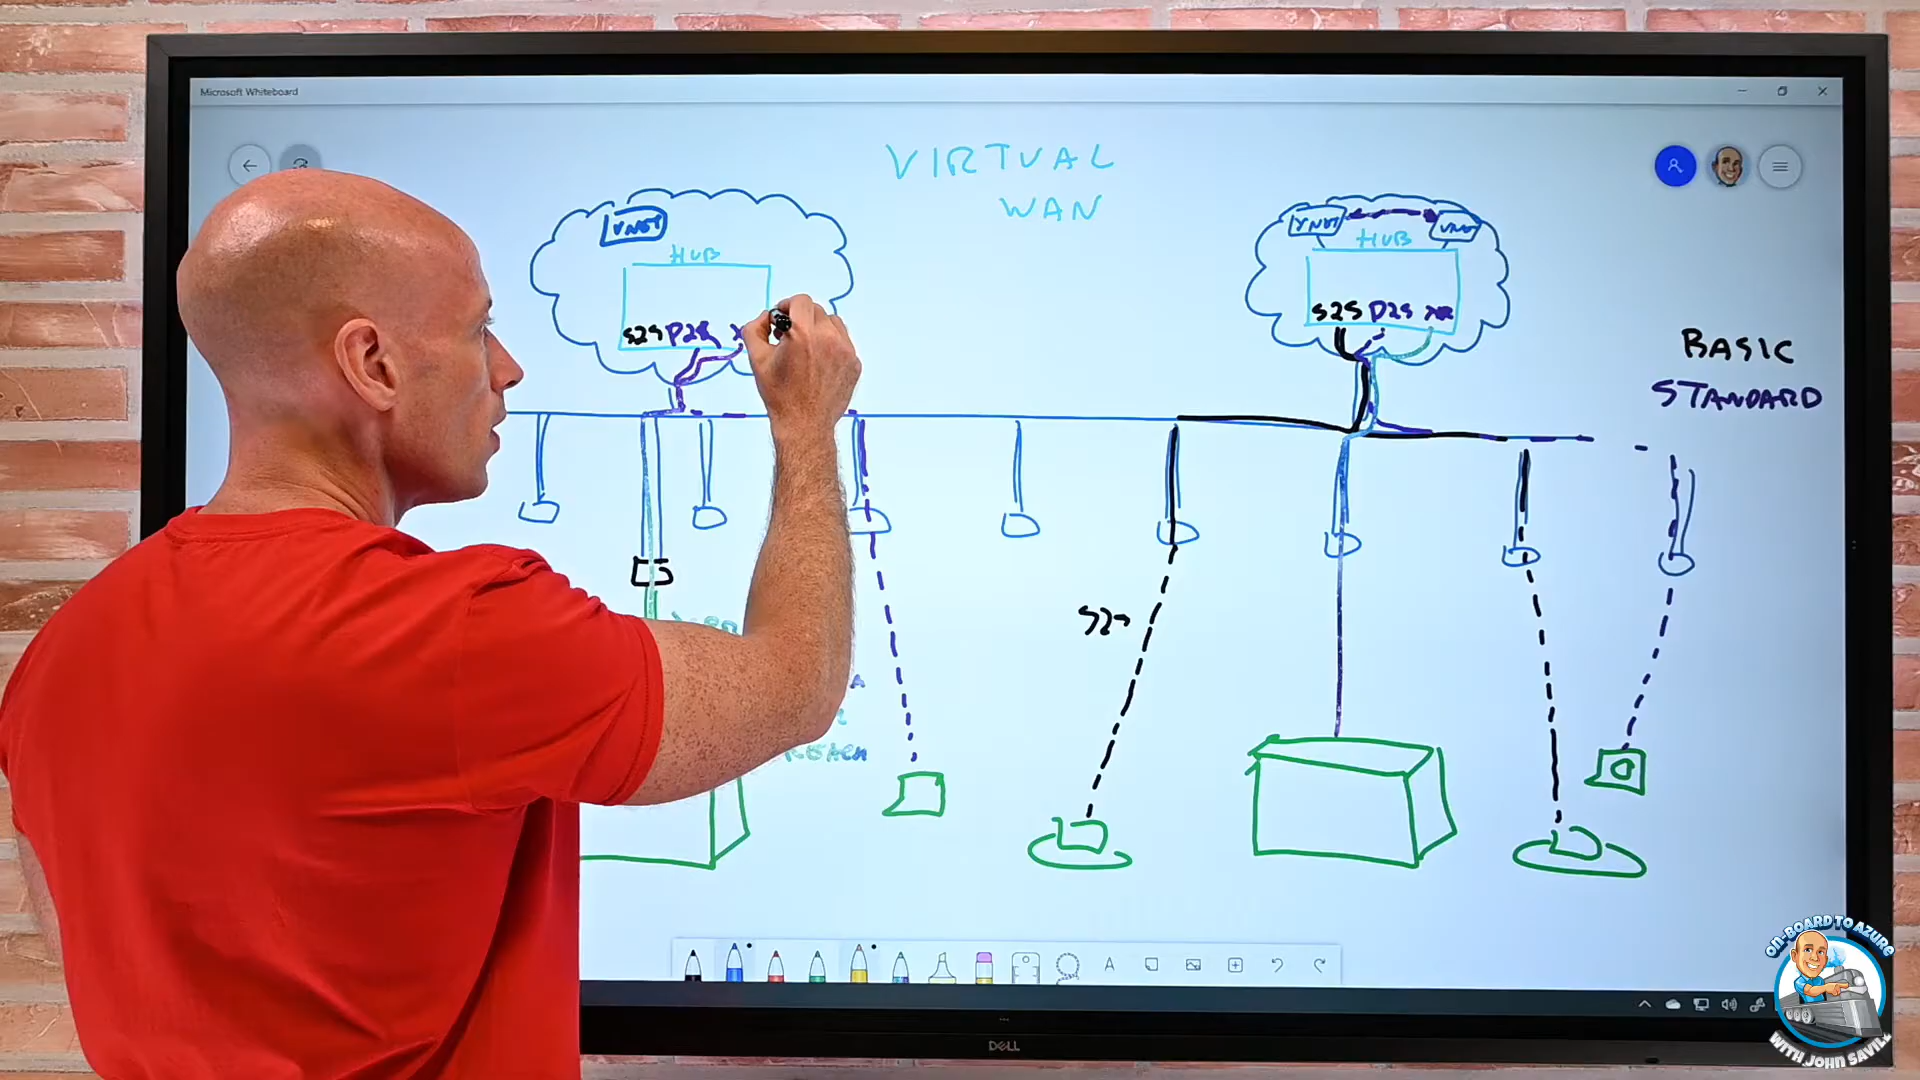 Microsoft Whiteboard
VIRTUAL
WAN
VNET
HUB
S2S P2S
VNET
VNET
HUB
S2S P2S
BASIC
STANDARD
REACH
A
DELL
ON-BOARD TO AZURE
WITH JOHN SAVILL